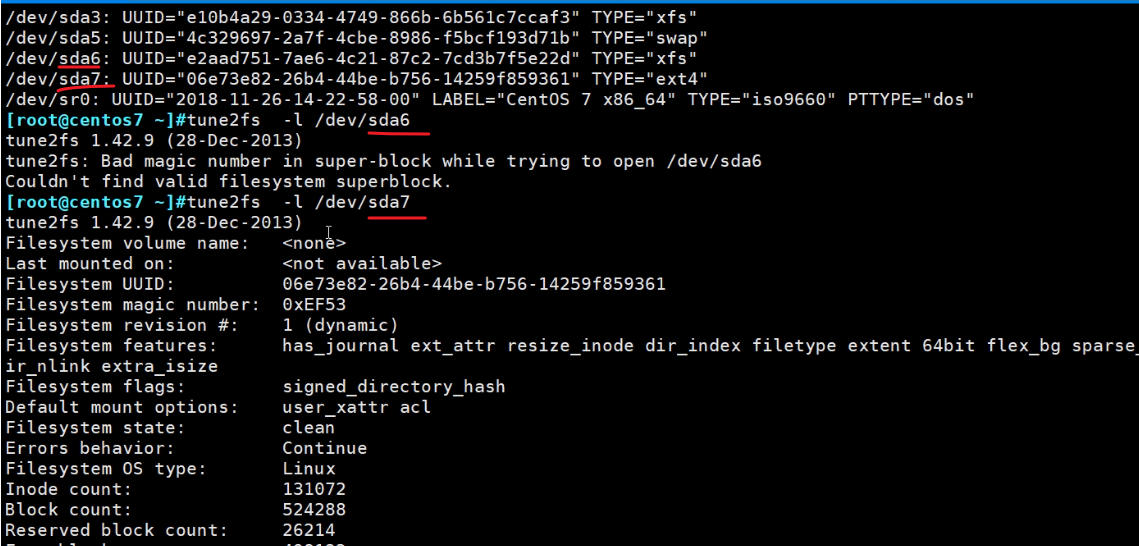 /dev/sda3: UUID="e10b4a29-0334-4749-866b-6b561c7ccaf3" TYPE="xfs"
/dev/sda5: UUID="4c329697-2a7f-4cbe-8986-f5bcf193d71b" TYPE="swap"
/dev/sda6: UUID="e2aad751-7ae6-4c21-87c2-7cd3b7f5e22d" TYPE="xfs"
/dev/sda7: UUID="06e73e82-26b4-44be-b756-14259f859361" TYPE="ext4"
/dev/sr0: UUID="2018-11-26-14-22-58-00" LABEL="CentOS 7 x86_64" TYPE="iso9660" PTTYPE="dos"
[root@centos7 ~]#tune2fs  -l /dev/sda6
tune2fs 1.42.9 (28-Dec-2013)
tune2fs: Bad magic number in super-block while trying to open /dev/sda6
Couldn't find valid filesystem superblock.
[root@centos7 ~]#tune2fs  -l /dev/sda7
tune2fs 1.42.9 (28-Dec-2013)
Filesystem volume name:   <none>
Last mounted on:          <not available>
Filesystem UUID:          06e73e82-26b4-44be-b756-14259f859361
Filesystem magic number:  0xEF53
Filesystem revision #:    1 (dynamic)
Filesystem features:      has_journal ext_attr resize_inode dir_index filetype extent 64bit flex_bg sparse_
ir_nlink extra_isize
Filesystem flags:         signed_directory_hash
Default mount options:    user_xattr acl
Filesystem state:         clean
Errors behavior:          Continue
Filesystem OS type:       Linux
Inode count:              131072
Block count:              524288
Reserved block count:     26214